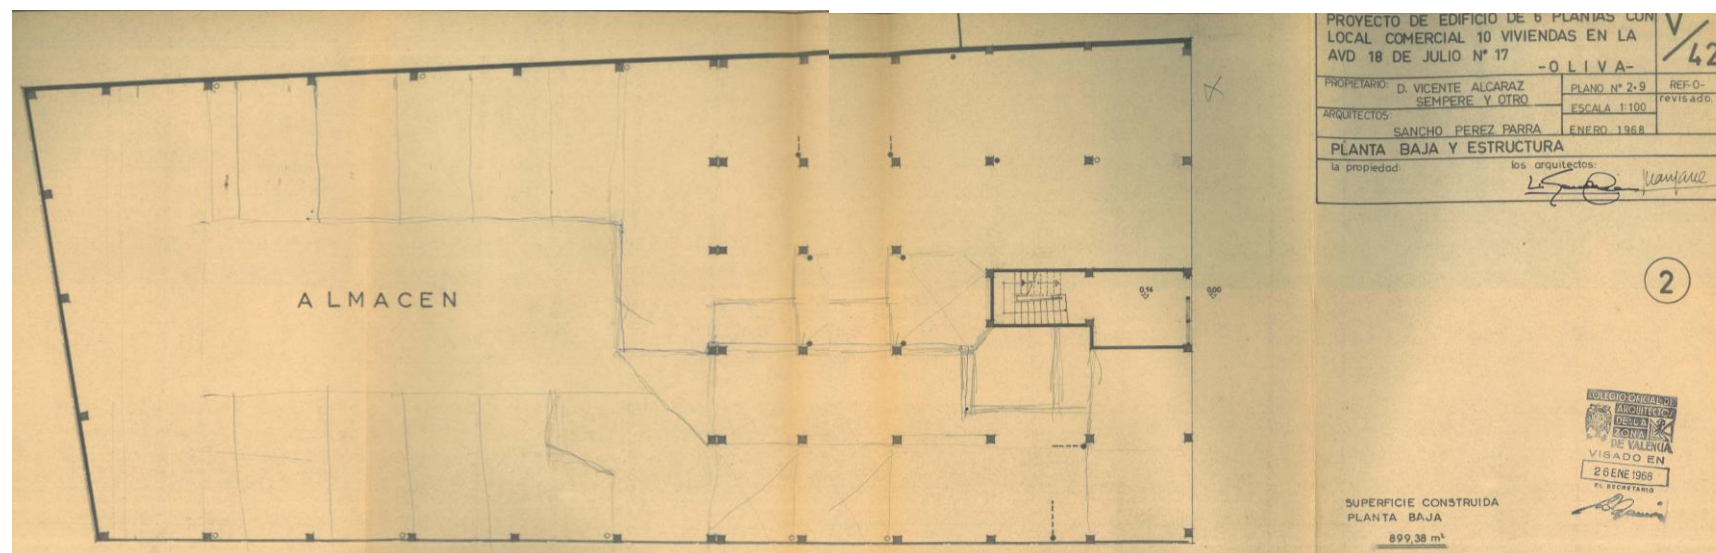 PROYECTO DE EDIFICIO DE 6 PLANTAS CON
LOCAL COMERCIAL 10 VIVIENDAS EN LA
AVD 18 DE JULIO Nº 17
-OLIVA-
V/42
PROPIETARIO: D. VICENTE ALCARAZ
SEMPERE Y OTRO
PLANO Nº 2-9
REF-O-
revisado.
ESCALA 1:100
ARQUITECTOS:
SANCHO PEREZ PARRA
ENERO 1968
PLANTA BAJA Y ESTRUCTURA
la propiedad:
los arquitectos:
ALMACEN
0,14
0,00
2
COLEGIO OFICIAL DE
ARQUITECTOS
DE LA
ZONA
DE VALENCIA
VISADO EN
26 ENE 1968
EL SECRETARIO
SUPERFICIE CONSTRUIDA
PLANTA BAJA
899,38 m²